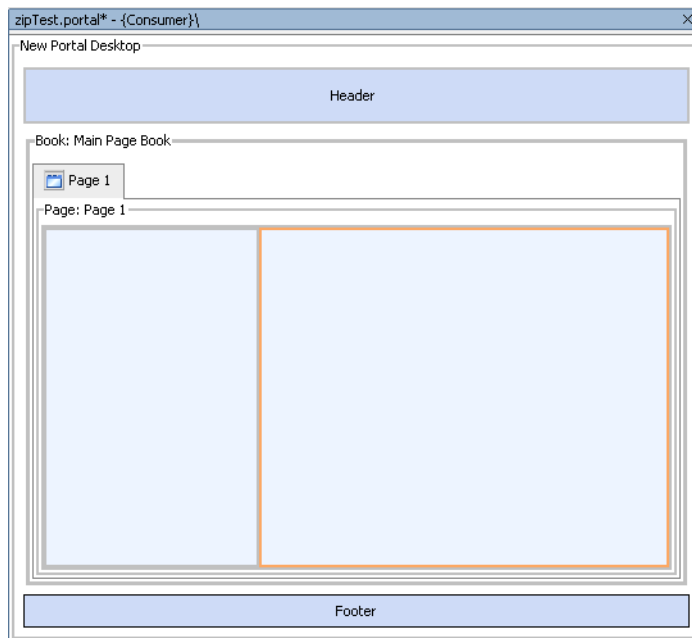 zipTest.portal* - {Consumer}\
New Portal Desktop
Header
Book: Main Page Book
Page 1
Page: Page 1
Footer